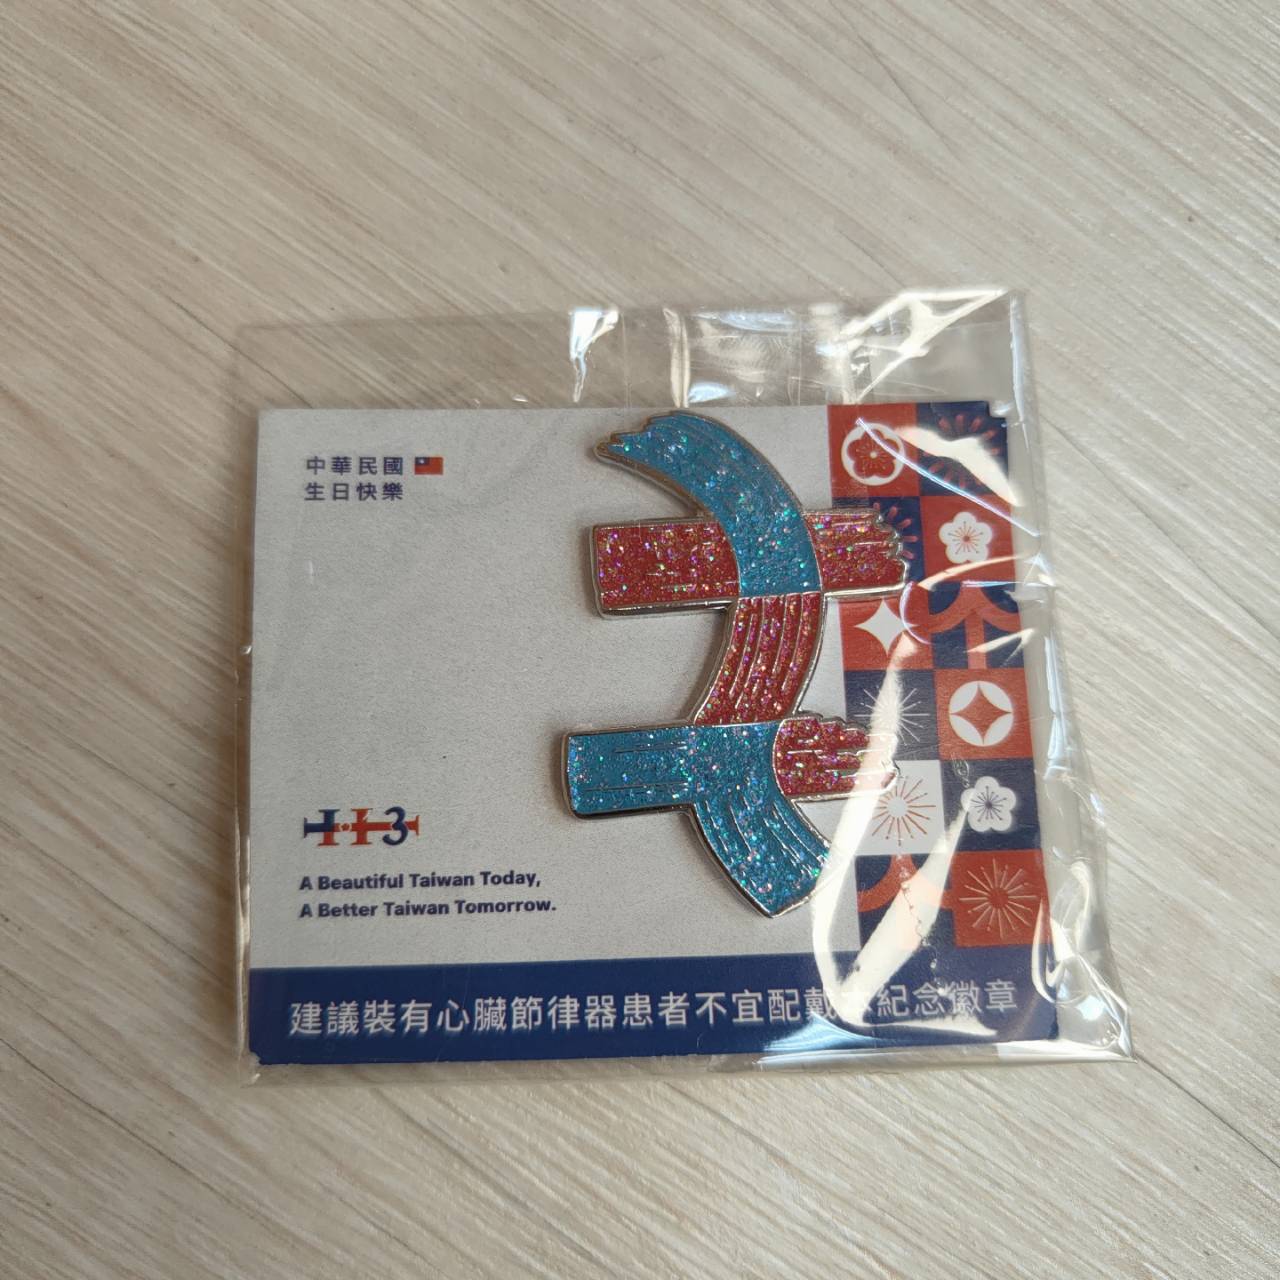 中華民國
生日快樂
113
A Beautiful Taiwan Today,
A Better Taiwan Tomorrow.
建議裝有心臟節律器患者不宜配戴本紀念徽章